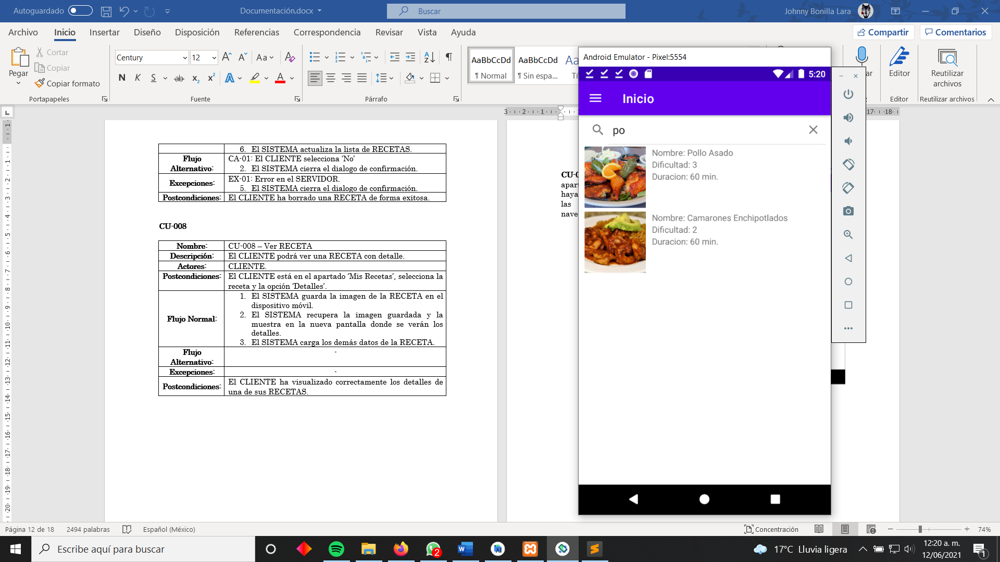 Autoguardado
Documentación.docx
Buscar
Johnny Bonilla Lara
Archivo
Inicio
Insertar
Diseño
Disposición
Referencias
Correspondencia
Revisar
Vista
Ayuda
Compartir
Comentarios
Pegar
Cortar
Copiar
Copiar formato
Portapapeles
Century
12
Fuente
Párrafo
AaBbCcDd
¶ Normal
AaBbCcDd
¶ Sin espa...
Editor
Editor
Reutilizar
archivos
Reutilizar archivos
6. El SISTEMA actualiza la lista de RECETAS.
Flujo
Alternativo:
CA-01: El CLIENTE selecciona ‘No’
2. El SISTEMA cierra el dialogo de confirmación.
Excepciones:
EX-01: Error en el SERVIDOR.
5. El SISTEMA cierra el dialogo de confirmación.
Postcondiciones:
El CLIENTE ha borrado una RECETA de forma exitosa.
CU-008
Nombre:
CU-008 – Ver RECETA
Descripción:
El CLIENTE podrá ver una RECETA con detalle.
Actores:
CLIENTE.
Postcondiciones:
El CLIENTE está en el apartado ‘Mis Recetas’, selecciona la
receta y la opción ‘Detalles’.
Flujo Normal:
1. El SISTEMA guarda la imagen de la RECETA en el
dispositivo móvil.
2. El SISTEMA recupera la imagen guardada y la
muestra en la nueva pantalla donde se verán los
detalles.
3. El SISTEMA carga los demás datos de la RECETA.
Flujo
Alternativo:
-
Excepciones:
-
Postcondiciones:
El CLIENTE ha visualizado correctamente los detalles de
una de sus RECETAS.
CU-0
apart
haya
las
nave
Android Emulator - Pixel:5554
5:20
Inicio
po
Nombre: Pollo Asado
Dificultad: 3
Duracion: 60 min.
Nombre: Camarones Enchipotlados
Dificultad: 2
Duracion: 60 min.
Página 12 de 18
2494 palabras
Español (México)
Concentración
74%
Escribe aquí para buscar
2
17°C Lluvia ligera
12:20 a. m.
12/06/2021
1